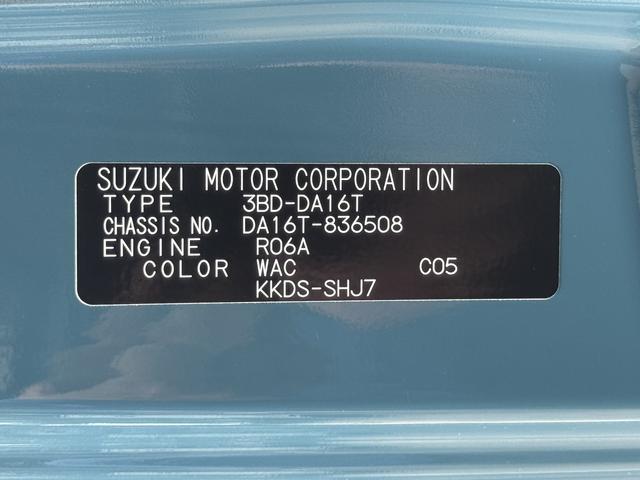 SUZUKI MOTOR CORPORATION
TYPE 3BD-DA16T
CHASSIS NO. DA16T-836508
ENGINE R06A
COLOR WAC C05
KKDS-SHJ7